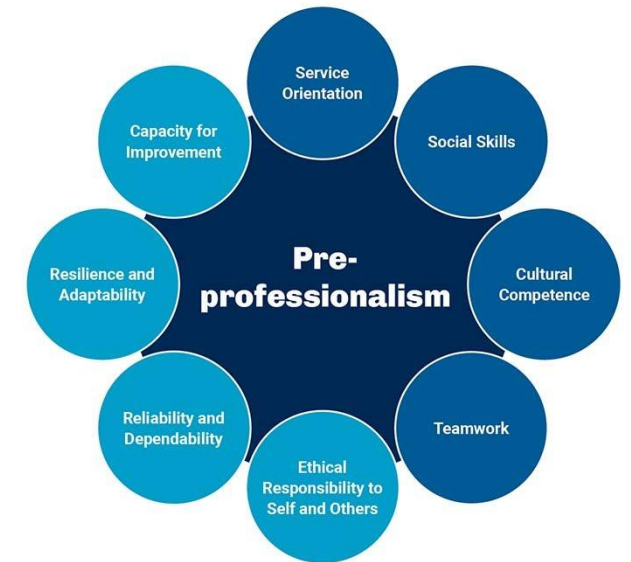 Service
Orientation
Social Skills
Cultural
Competence
Teamwork
Ethical
Responsibility to
Self and Others
Reliability and
Dependability
Resilience and
Adaptability
Capacity for
Improvement
Pre-
professionalism